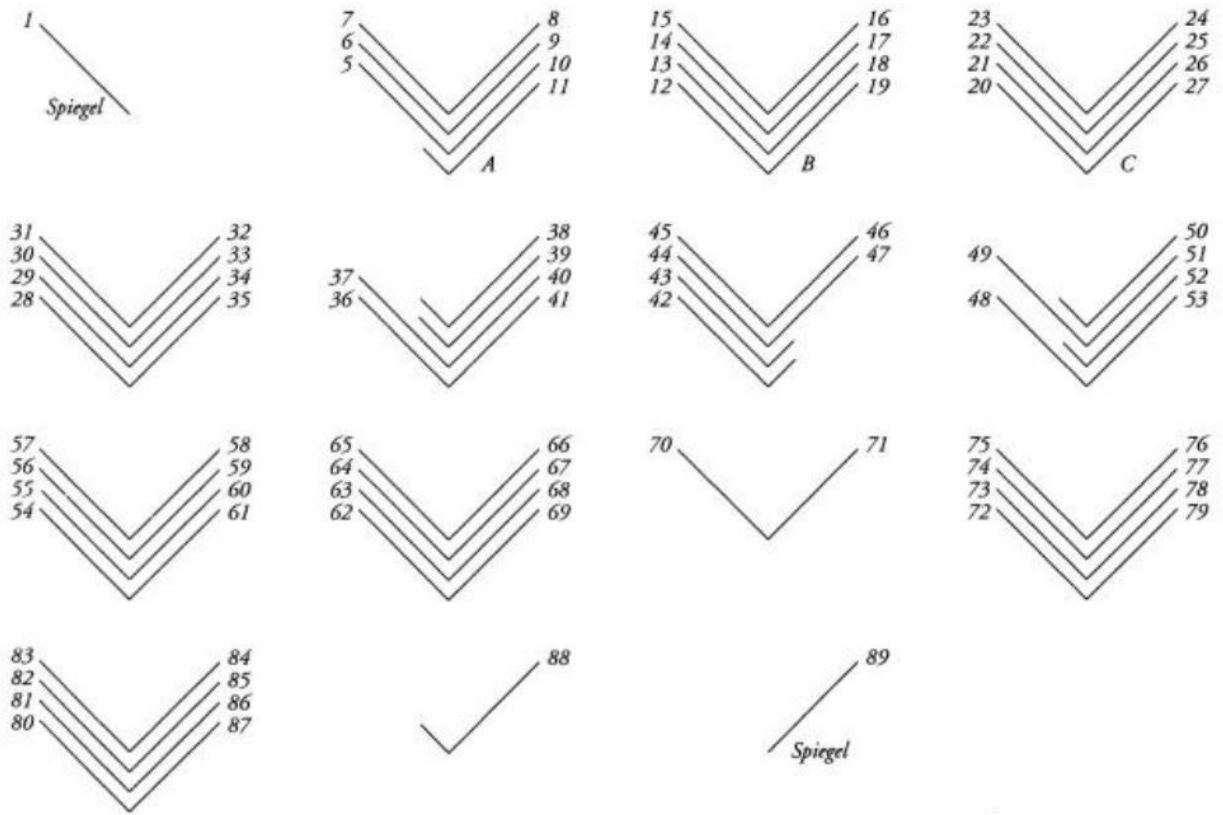 1 7 8 15 16 23 24
6 9 14 17 22 25
5 10 13 18 21 26
Spiegel 11 12 19 20 27
A B C
31 32 38 45 46 50
30 33 39 44 47 49 51
29 34 37 40 43 52
28 35 36 41 42 48 53
57 58 65 66 70 71 75 76
56 59 64 67 74 77
55 60 63 68 73 78
54 61 62 69 72 79
83 84 88 89
82 85
81 86
80 87 Spiegel